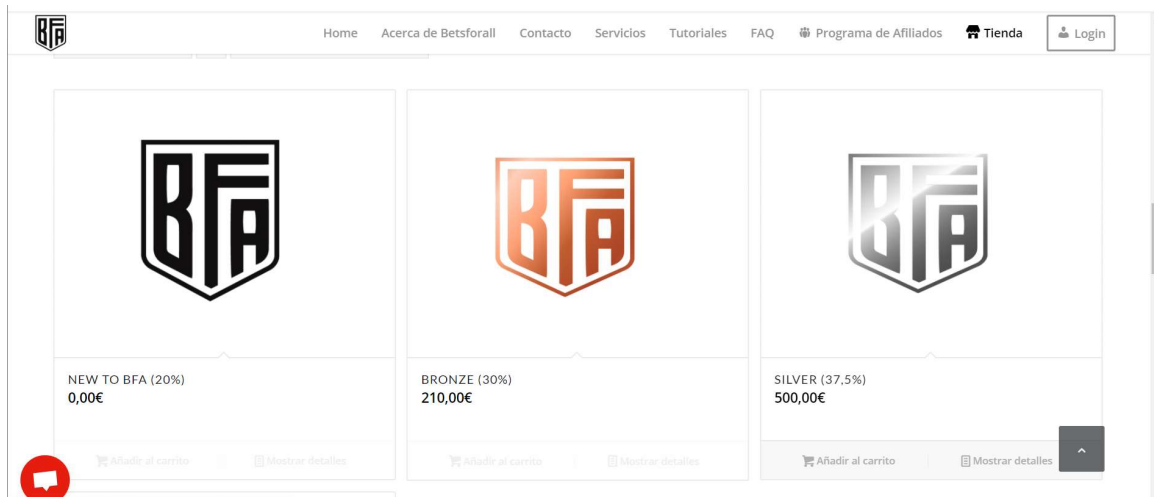 BFA
Home Acerca de Betsforall Contacto Servicios Tutoriales FAQ Programa de Afiliados Tienda Login
BFA
BFA
BFA
NEW TO BFA (20%)
0,00€
Añadir al carrito Mostrar detalles
BRONZE (30%)
210,00€
Añadir al carrito Mostrar detalles
SILVER (37,5%)
500,00€
Añadir al carrito Mostrar detalles